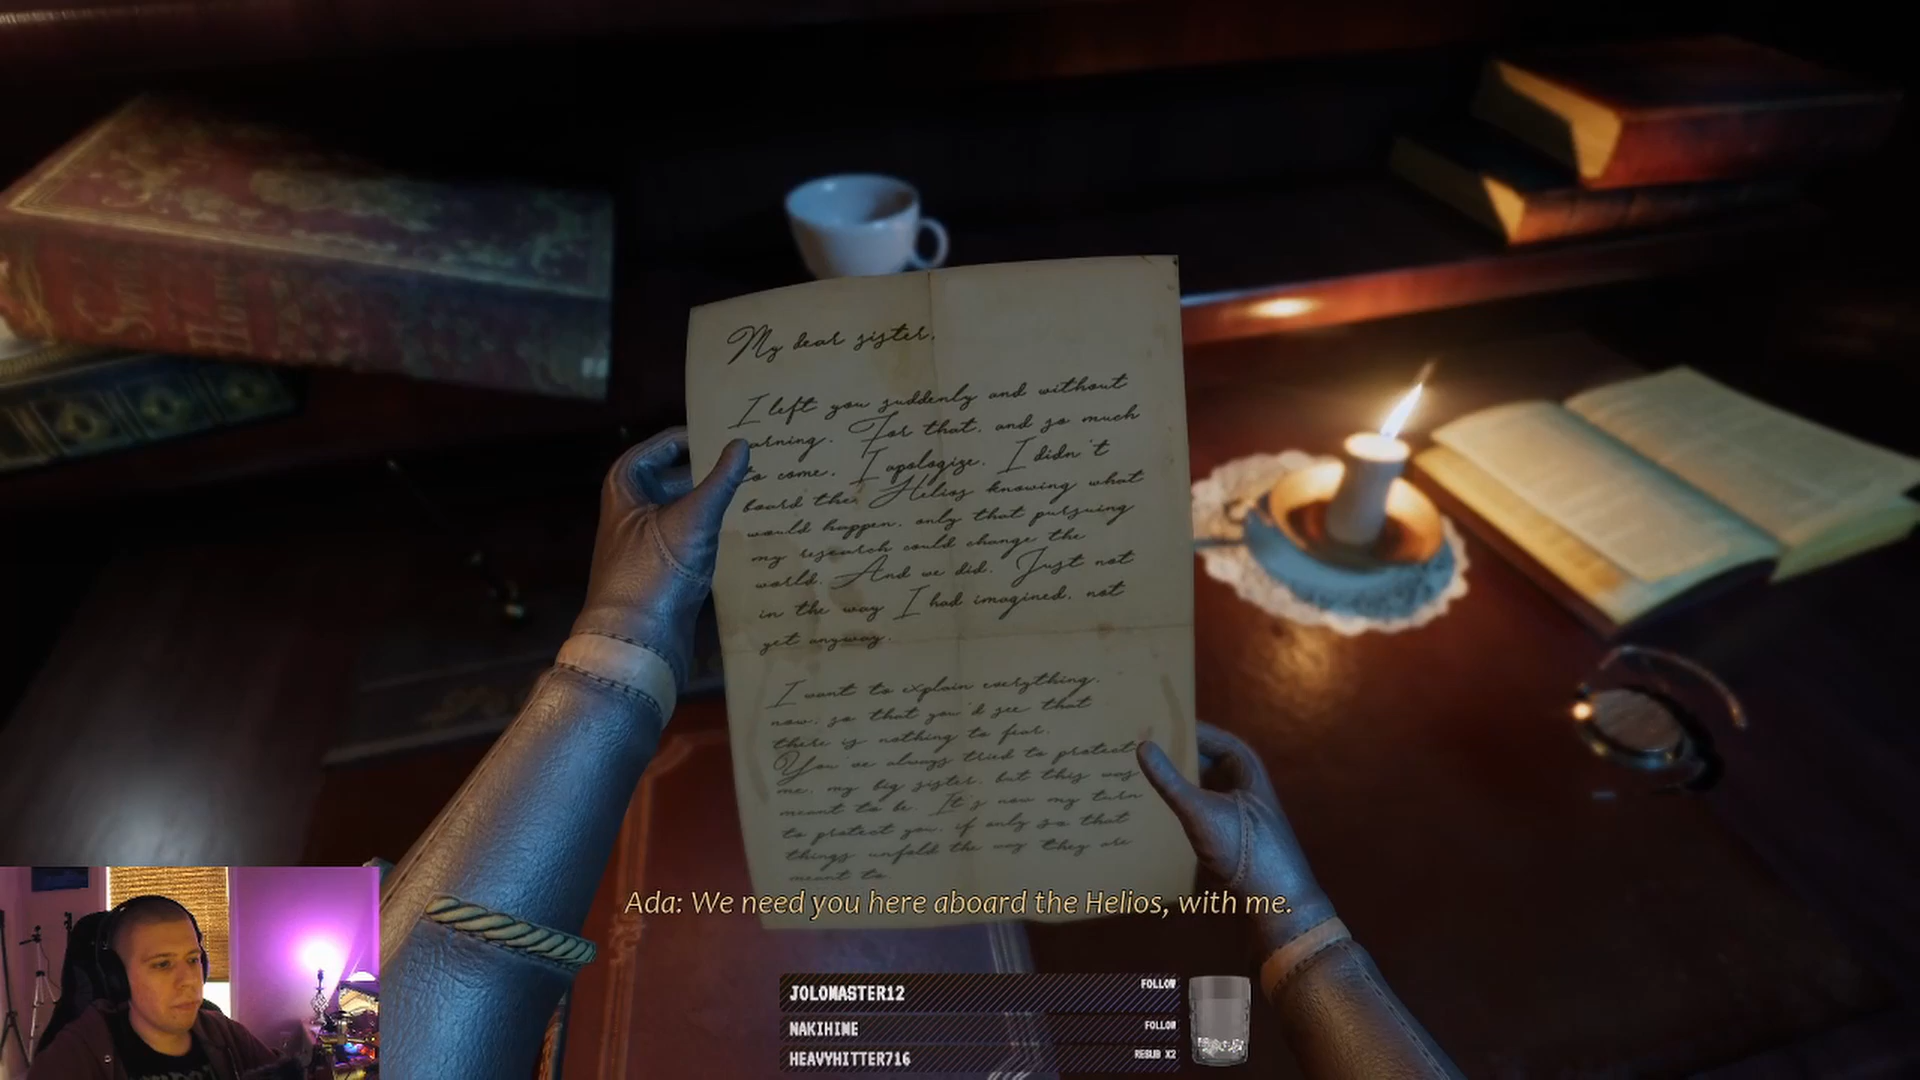 My dear sister,
I left you suddenly and without
arning. For that, and so much
to come, I apologize. I didn't
board the Helios knowing what
would happen, only that pursuing
my research could change the
world. And we did. Just not
in the way I had imagined, not
yet anyway.
I want to explain everything,
now, so that you'd see that
there is nothing to fear.
You've always tried to protect
me, my big sister, but this was
meant to be. It's now my turn
to protect you, if only so that
things unfold the way they are
meant to
Ada: We need you here aboard the Helios, with me.
JOLOMASTER12 FOLLOW
NAKIHIME FOLLOW
HEAVYHITTER716 RESUB X2